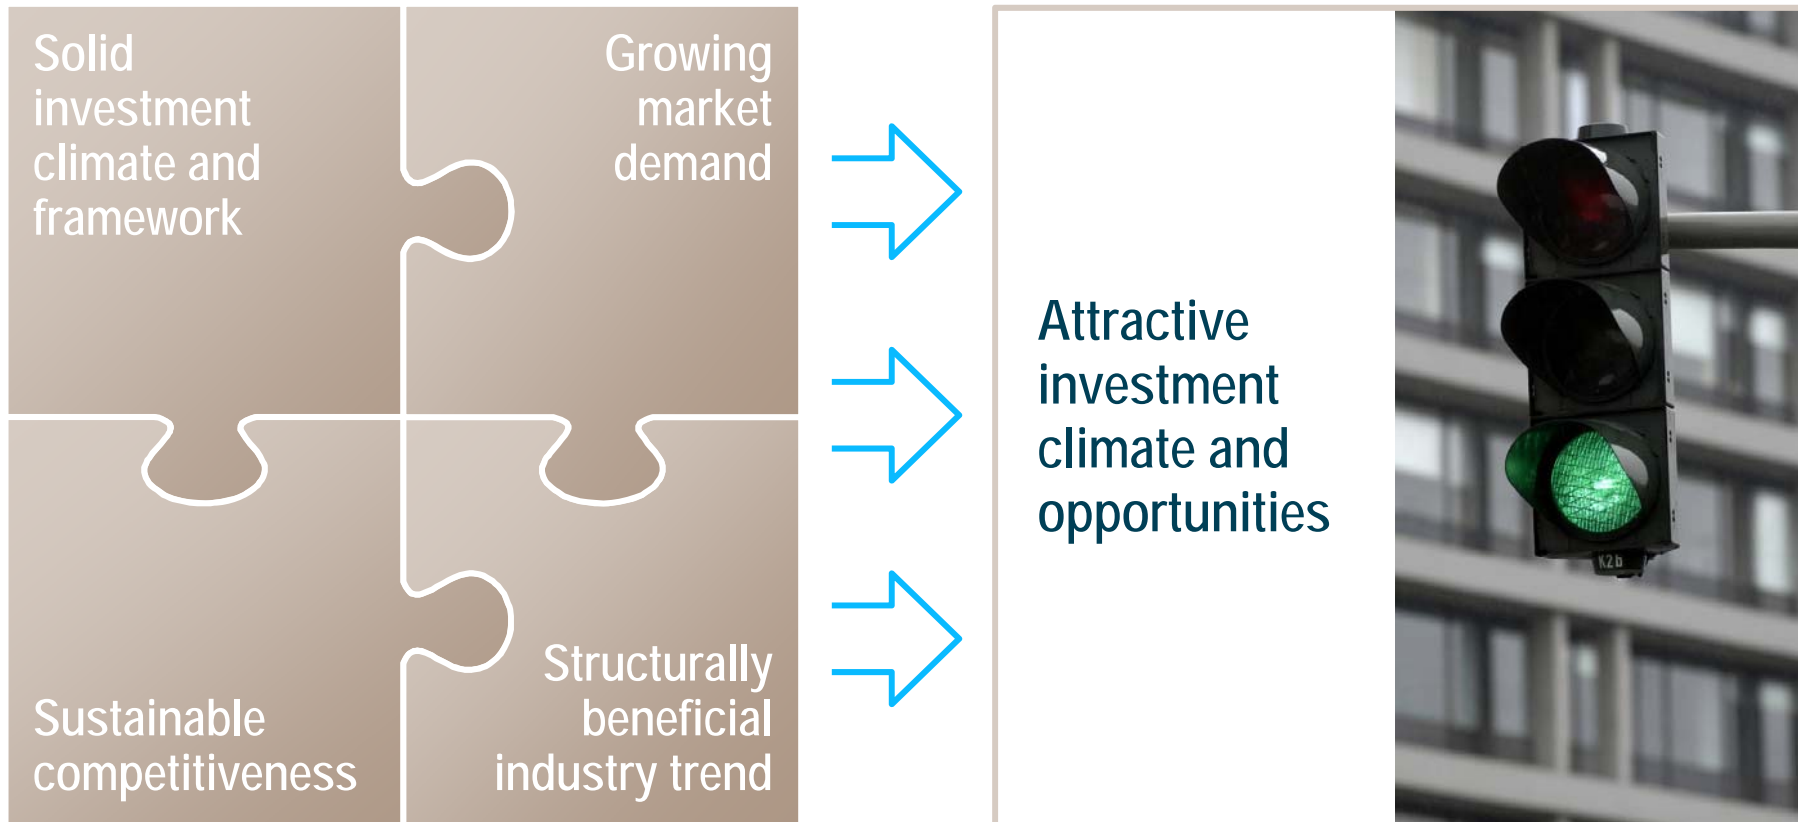 Solid
investment
climate and
framework
Growing
market
demand
Sustainable
competitiveness
Structurally
beneficial
industry trend
Attractive
investment
climate and
opportunities
K26